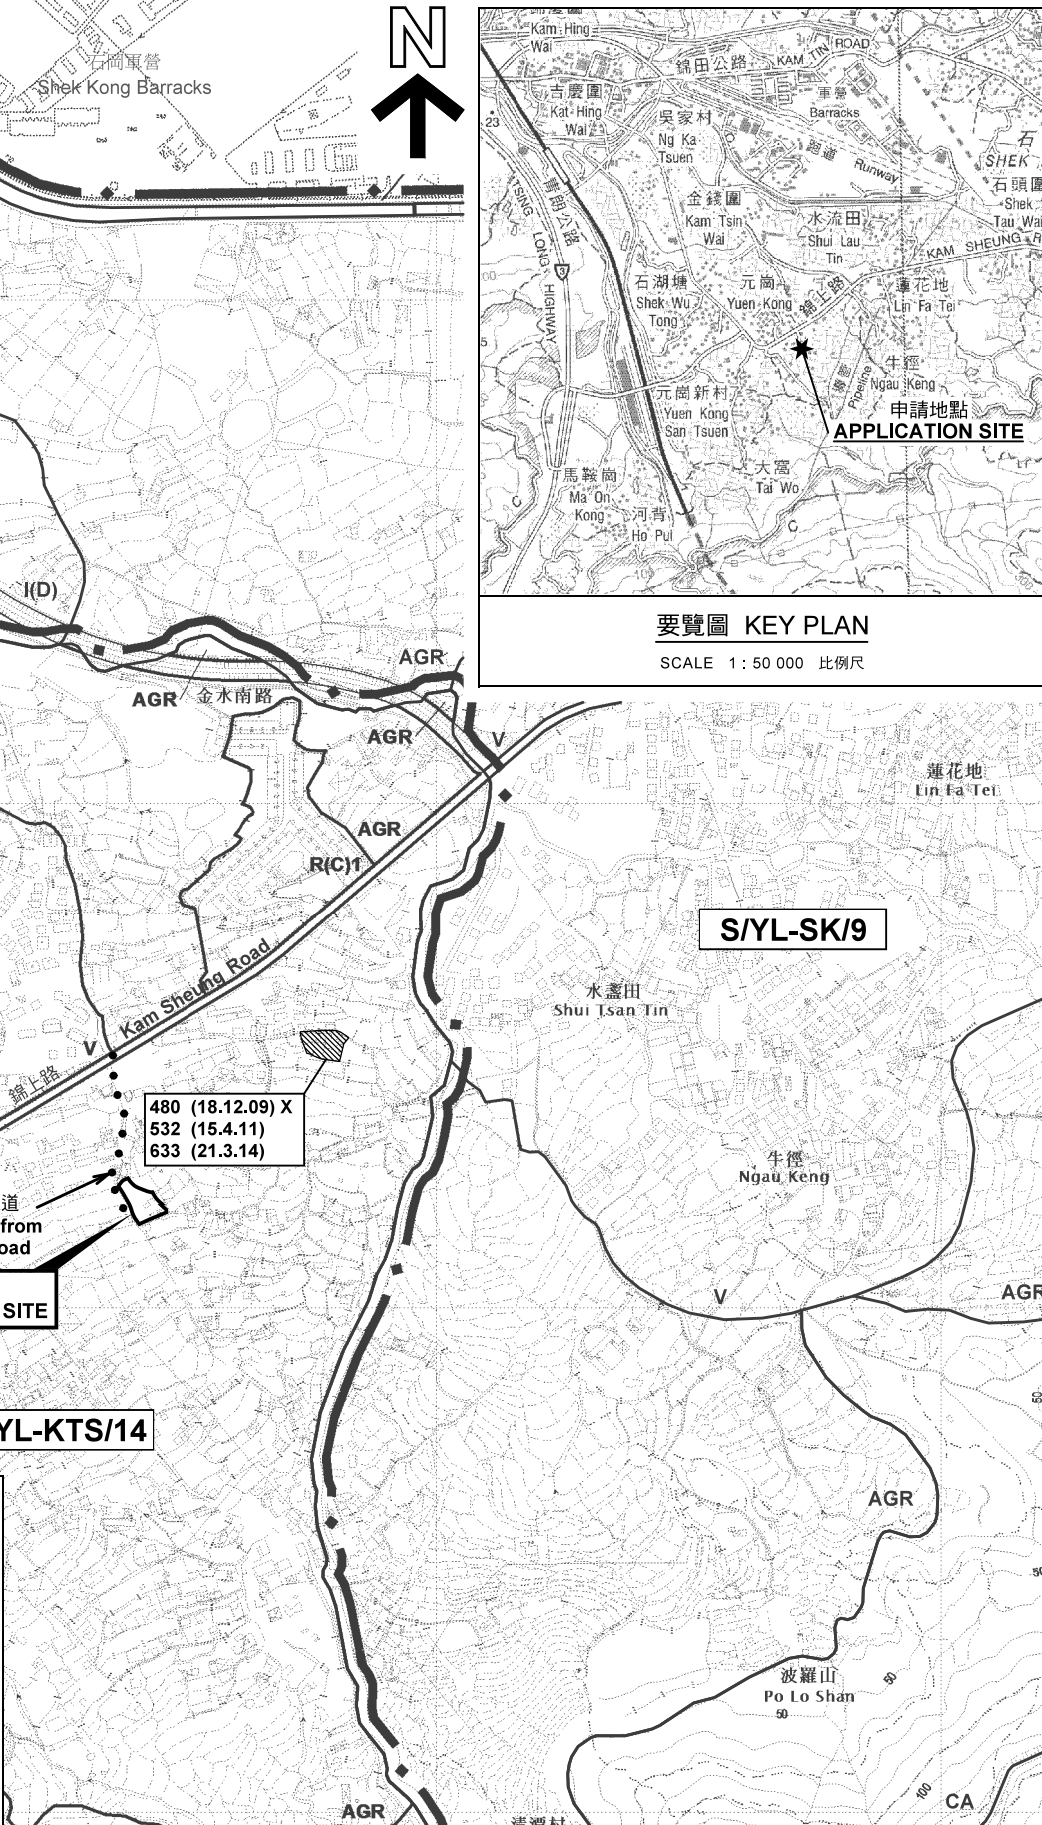 石崗軍營
Shek Kong Barracks
N
Kam Hing
Wai
錦田公路
KAM TIN ROAD
吉慶圍
Kat Hing
Wai
吳家村
Ng Ka
Tsuen
軍營
Barracks
跑道
Runway
石
SHEK
石頭圍
Shek
Tau Wai
23
TSING LONG HIGHWAY
青朗公路
金錢圍
Kam Tsin
Wai
水流田
Shui Lau
Tin
KAM SHEUNG R
石湖塘
Shek Wu
Tong
元崗
Yuen Kong
錦上路
蓮花地
Lin Fa Tei
牛徑
Ngau Keng
Pipeline
元崗新村
Yuen Kong
San Tsuen
申請地點
APPLICATION SITE
馬鞍崗
Ma On
Kong
河背
Ho Pui
大窩
Tai Wo
C
C
要覽圖 KEY PLAN
SCALE 1 : 50 000 比例尺
I(D)
AGR
金水南路
AGR
AGR
V
蓮花地
Lin Fa Tei
AGR
R(C)1
S/YL-SK/9
Kam Sheung Road
錦上路
V
水盞田
Shui Tsan Tin
480 (18.12.09) X
532 (15.4.11)
633 (21.3.14)
牛徑
Ngau Keng
道
from
oad
SITE
V
AGR
YL-KTS/14
50
AGR
50
波羅山
Po Lo Shan
50
50
100
CA
AGR
清潭村